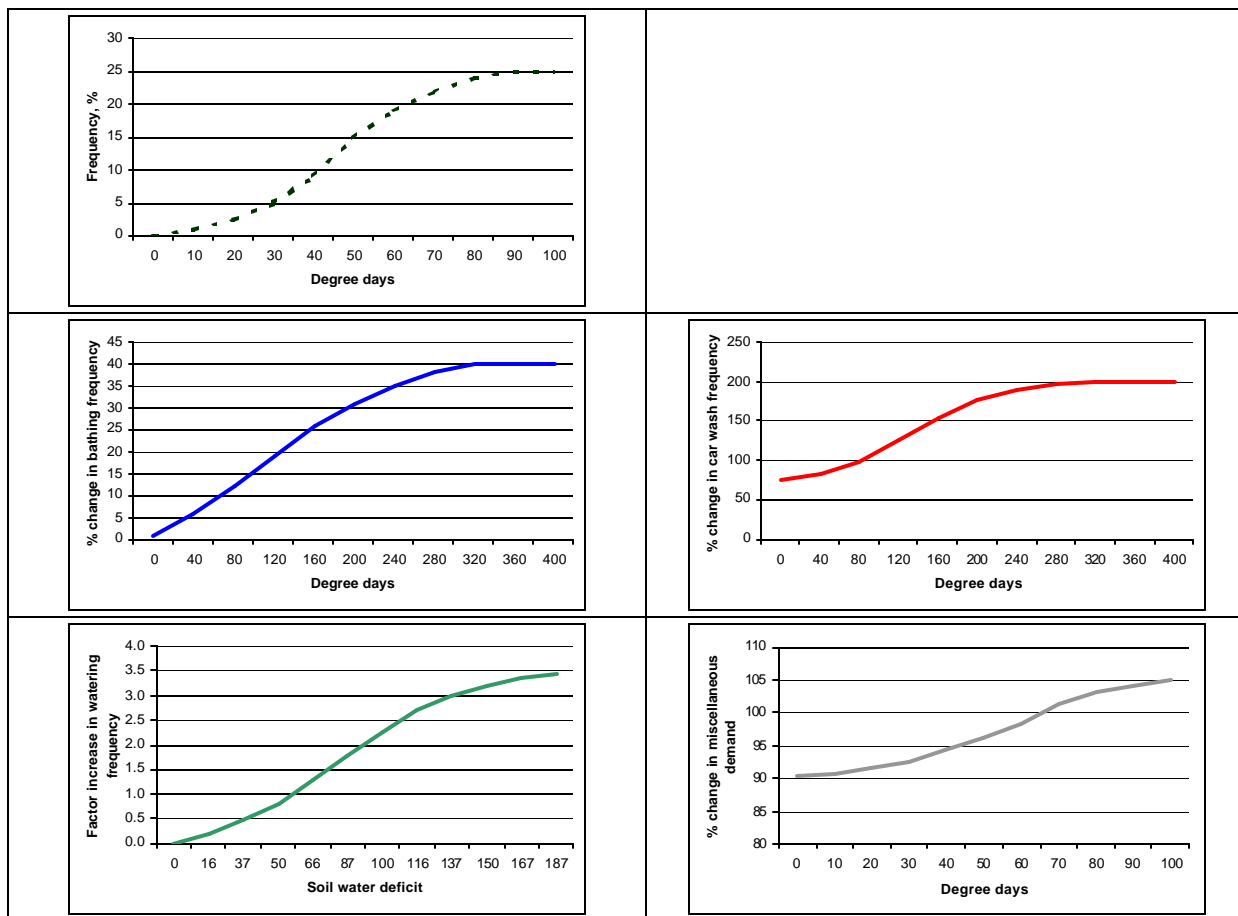 30
25
20
15
10
5
0
Frequency, %
0 10 20 30 40 50 60 70 80 90 100
Degree days
45
40
35
30
25
20
15
10
5
0
% change in bathing frequency
0 40 80 120 160 200 240 280 320 360 400
Degree days
250
200
150
100
50
0
% change in car wash frequency
0 40 80 120 160 200 240 280 320 360 400
Degree days
4.0
3.5
3.0
2.5
2.0
1.5
1.0
0.5
0.0
Factor increase in watering
frequency
0 16 37 50 66 87 100 116 137 150 167 187
Soil water deficit
110
105
100
95
90
85
80
% change in miscellaneous
demand
0 10 20 30 40 50 60 70 80 90 100
Degree days